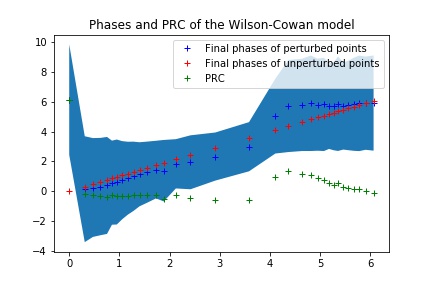 Phases and PRC of the Wilson-Cowan model
Final phases of perturbed points
Final phases of unperturbed points
PRC
10
8
6
4
2
0
−2
−4
0 1 2 3 4 5 6